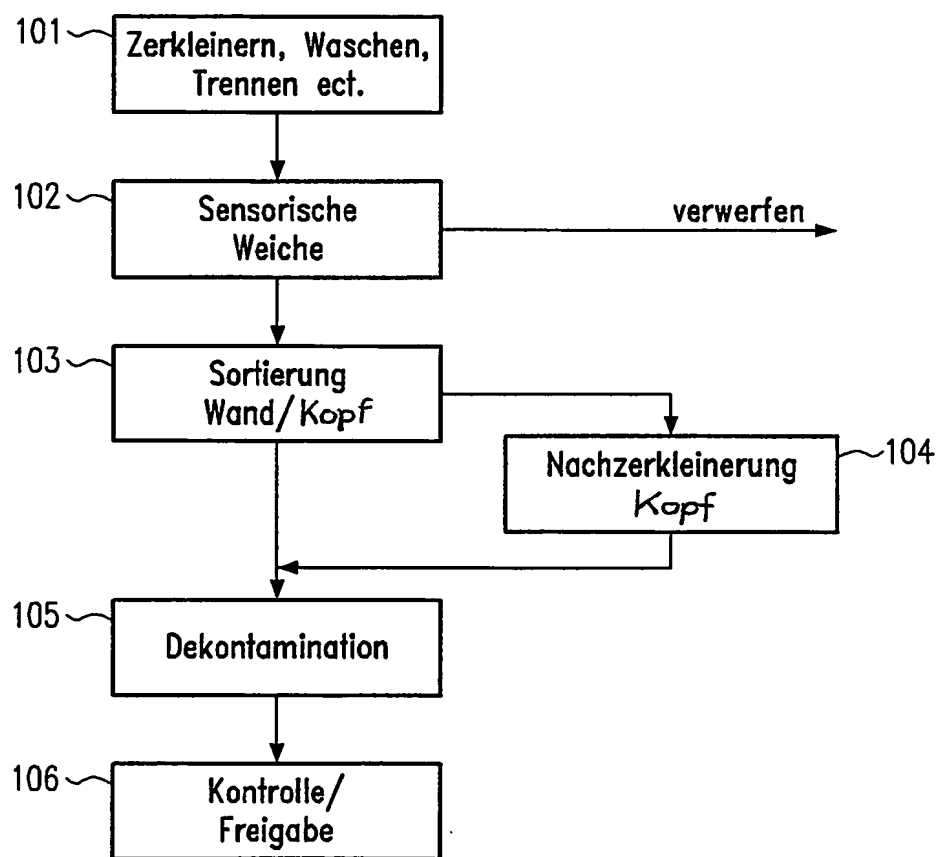 101
Zerkleinern, Waschen,
Trennen ect.
102
Sensorische
Weiche
verwerfen
103
Sortierung
Wand/Kopf
Nachzerkleinerung
Kopf
104
105
Dekontamination
106
Kontrolle/
Freigabe